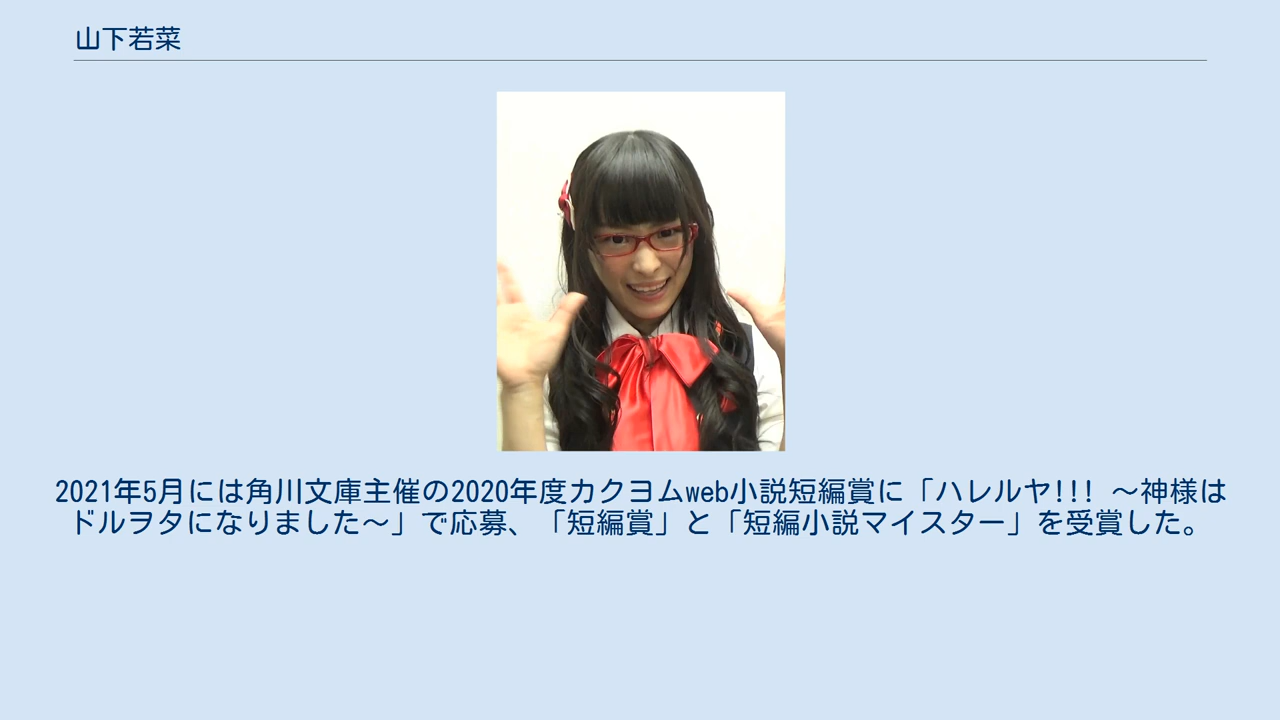 山下若菜
2021年5月には角川文庫主催の2020年度カクヨムweb小説短編賞に「ハレルヤ!!! ～神様は
ドルヲタになりました～」で応募、「短編賞」と「短編小説マイスター」を受賞した。